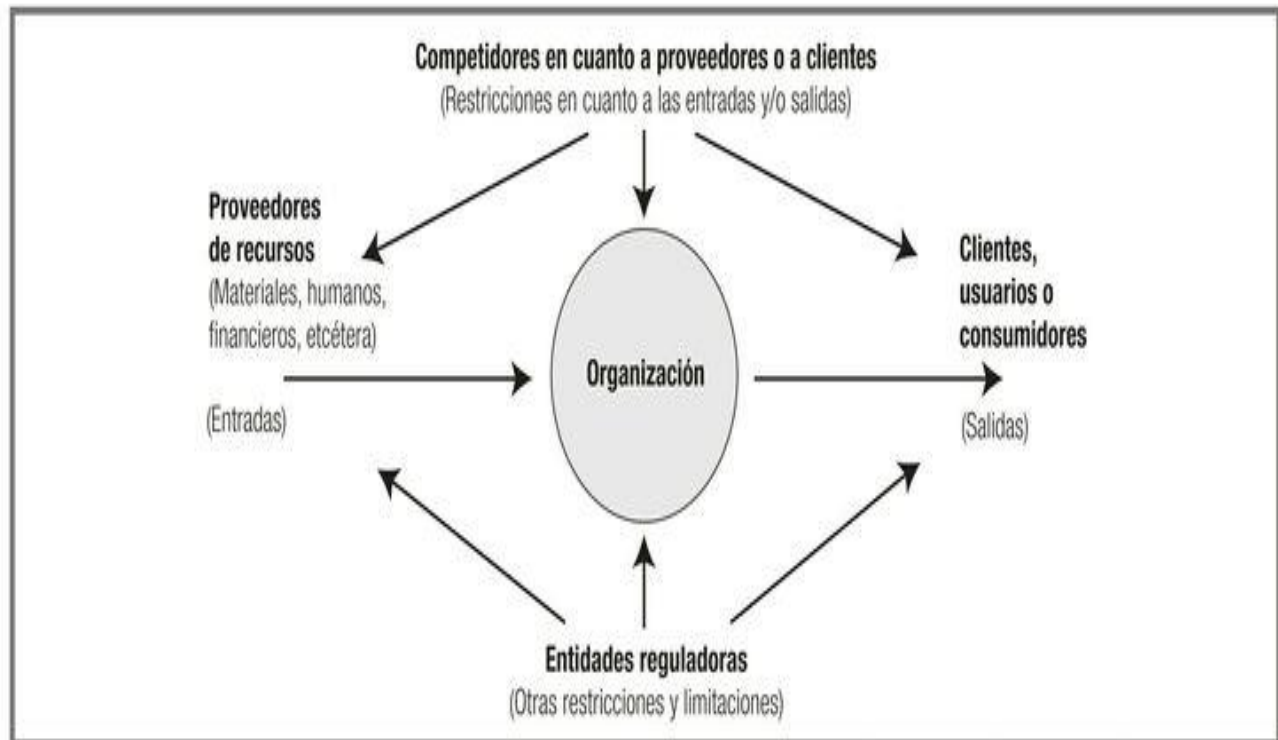 Competidores en cuanto a proveedores o a clientes
(Restricciones en cuanto a las entradas y/o salidas)
Proveedores
de recursos
(Materiales, humanos,
financieros, etcétera)
(Entradas)
Organización
Clientes,
usuarios o
consumidores
(Salidas)
Entidades reguladoras
(Otras restricciones y limitaciones)